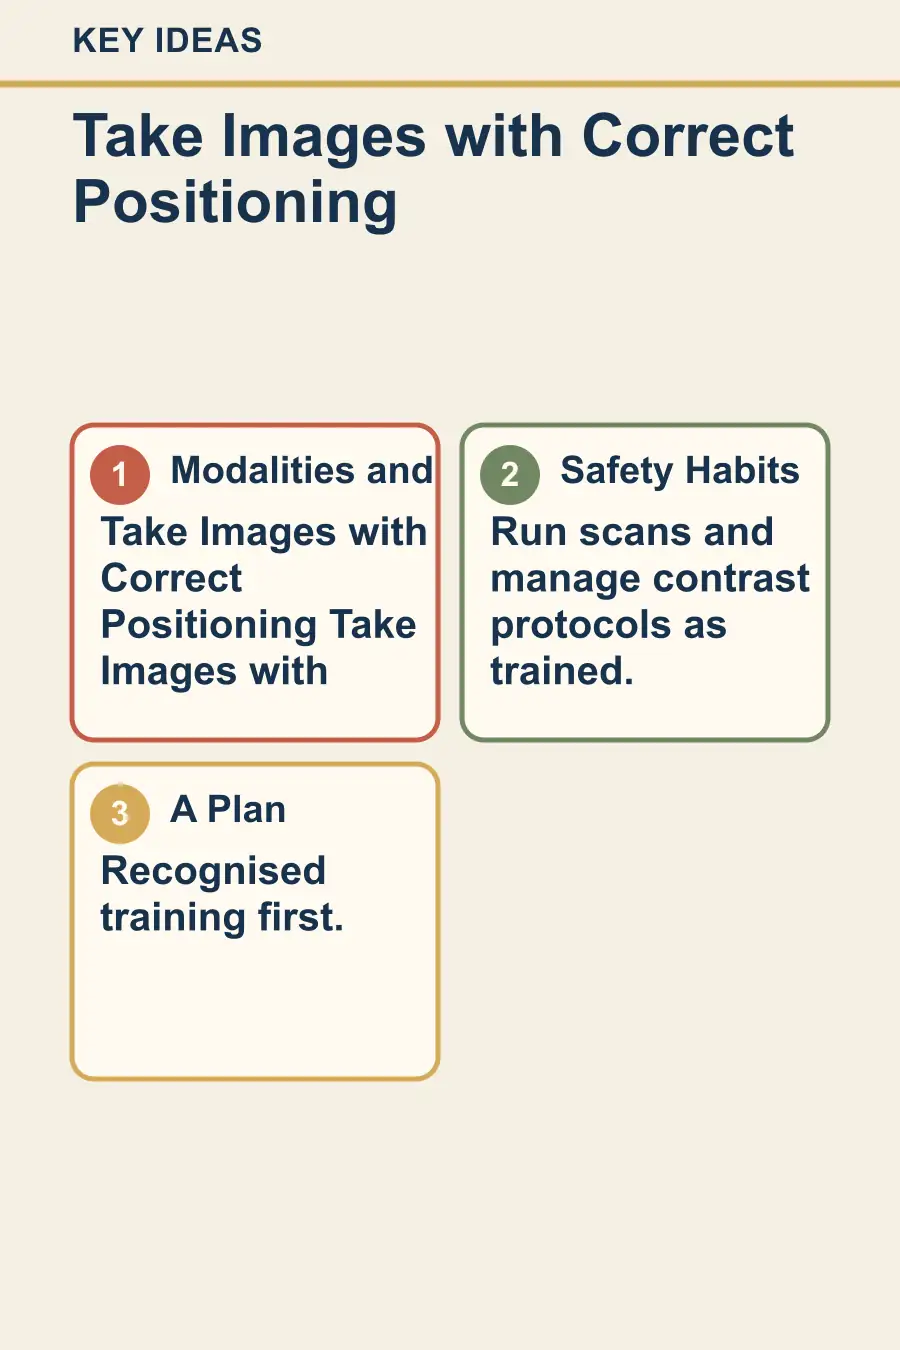 KEY IDEAS
Take Images with Correct
Positioning
1 Modalities and
Take Images with
Correct
Positioning Take
Images with
2 Safety Habits
Run scans and
manage contrast
protocols as
trained.
3 A Plan
Recognised
training first.